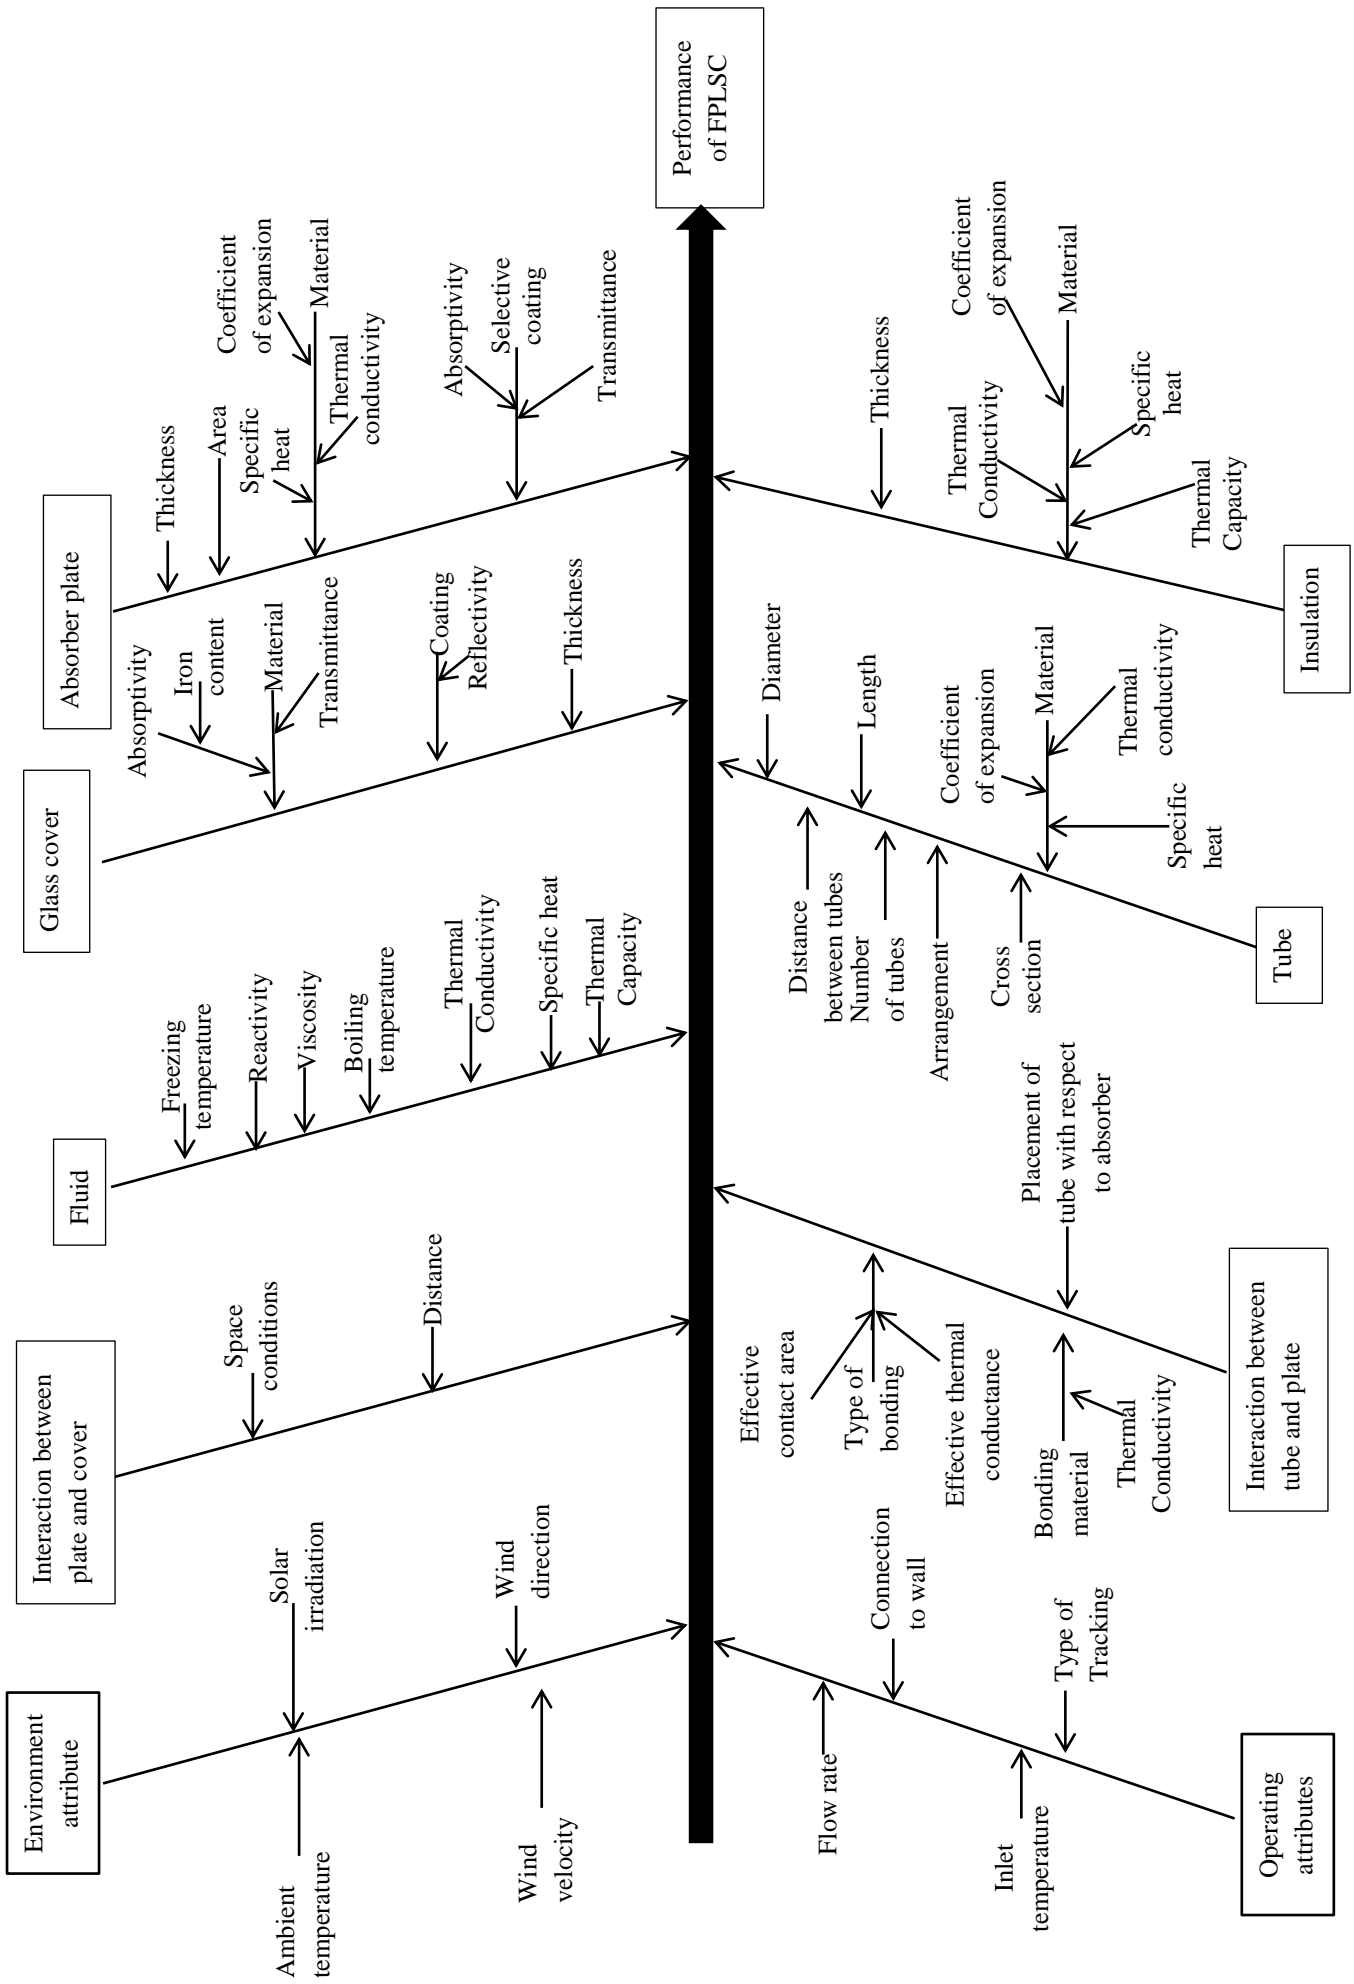 Environment
attribute
Ambient
temperature
Solar
irradiation
Wind
velocity
Wind
direction
Interaction between
plate and cover
Space
conditions
Distance
Fluid
Freezing
temperature
Reactivity
Viscosity
Boiling
temperature
Thermal
Conductivity
Specific heat
Thermal
Capacity
Glass cover
Absorptivity
Iron
content
Material
Transmittance
Coating
Reflectivity
Thickness
Absorber plate
Thickness
Area
Specific
heat
Coefficient
of expansion
Material
Thermal
conductivity
Absorptivity
Selective
coating
Transmittance
Performance
of FPLSC
Flow rate
Connection
to wall
Inlet
temperature
Type of
Tracking
Operating
attributes
Effective
contact area
Type of
bonding
Effective thermal
conductance
Placement of
tube with respect
to absorber
Bonding
material
Thermal
Conductivity
Interaction between
tube and plate
Diameter
Distance
between tubes
Length
Number
of tubes
Arrangement
Cross
section
Coefficient
of expansion
Material
Thermal
conductivity
Specific
heat
Tube
Thickness
Thermal
Conductivity
Coefficient
of expansion
Material
Specific
heat
Thermal
Capacity
Insulation